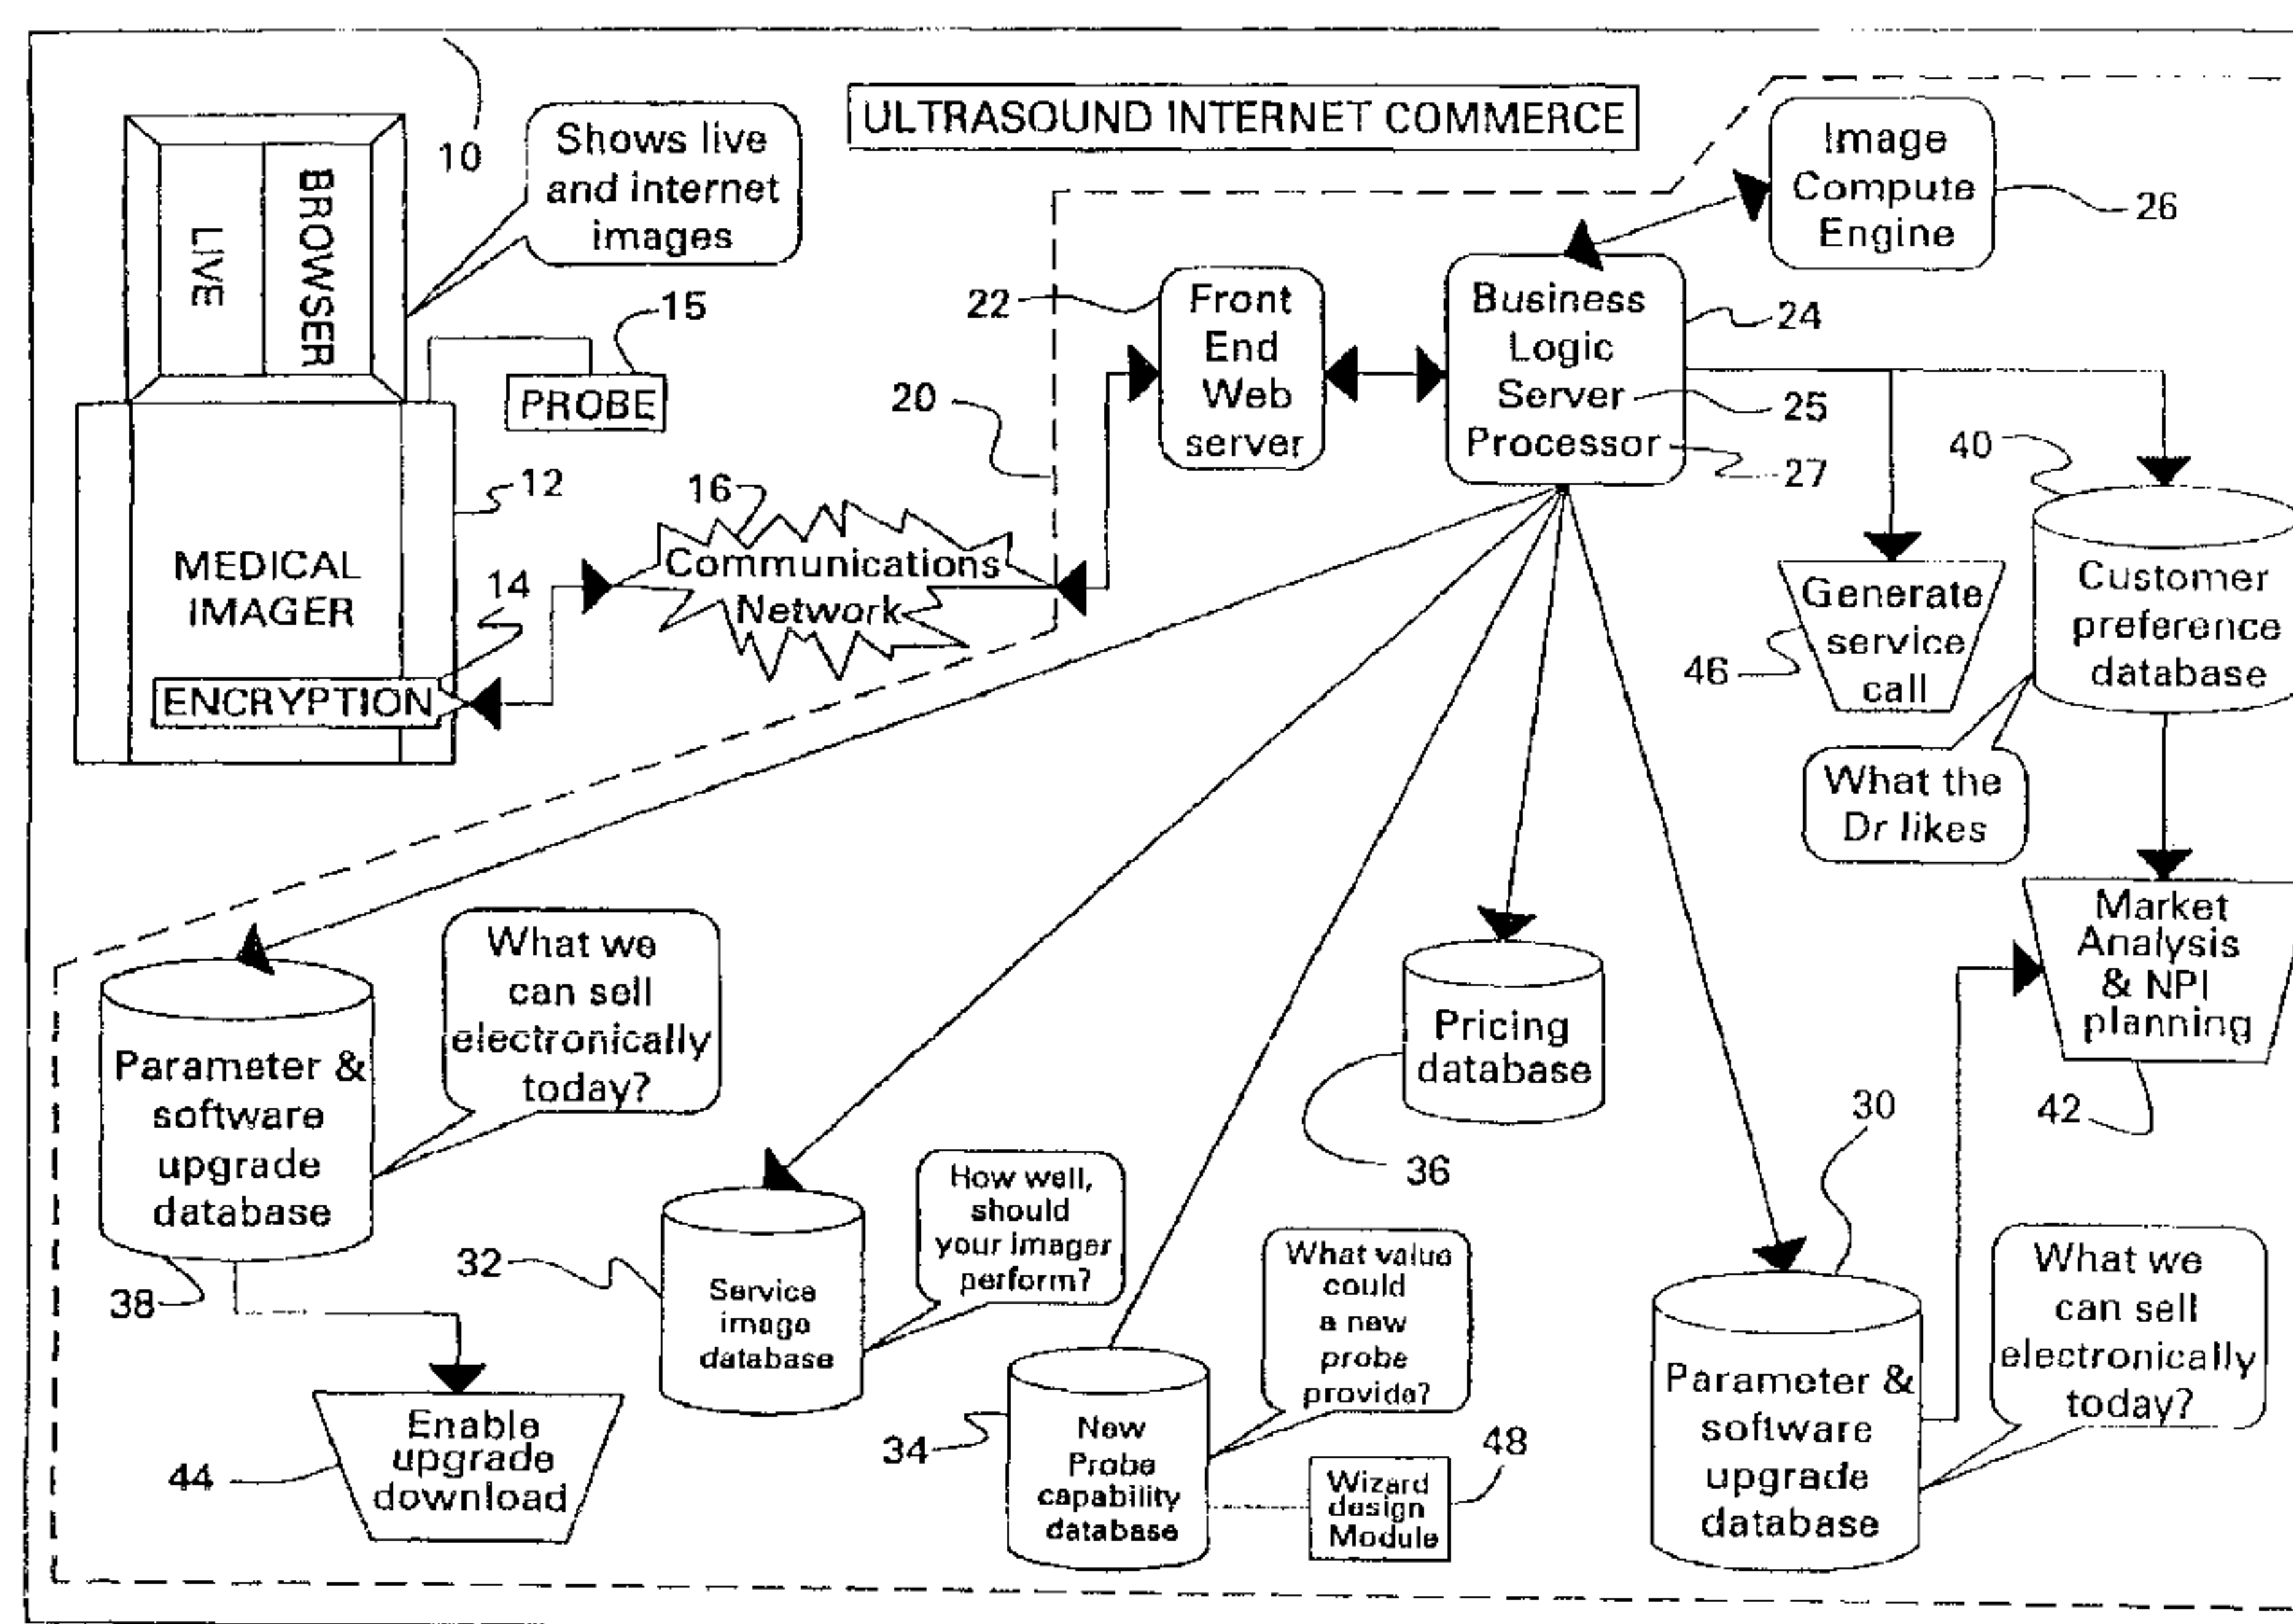 10
ULTRASOUND INTERNET COMMERCE
Shows live
and internet
images
LIVE
BROWSER
15
PROBE
12
MEDICAL
IMAGER
14
ENCRYPTION
16
Communications
Network
20
22
Front
End
Web
server
Business
Logic
Server
Processor
24
25
27
Image
Compute
Engine
26
40
Customer
preference
database
Generate
service
call
46
What the
Dr likes
Market
Analysis
& NPI
planning
42
Parameter &
software
upgrade
database
38
What we
can sell
electronically
today?
Enable
upgrade
download
44
32
Service
image
database
How well,
should
your imager
perform?
34
New
Probe
capability
database
What value
could
a new
probe
provide?
48
Wizard
design
Module
Pricing
database
36
30
Parameter &
software
upgrade
database
What we
can sell
electronically
today?